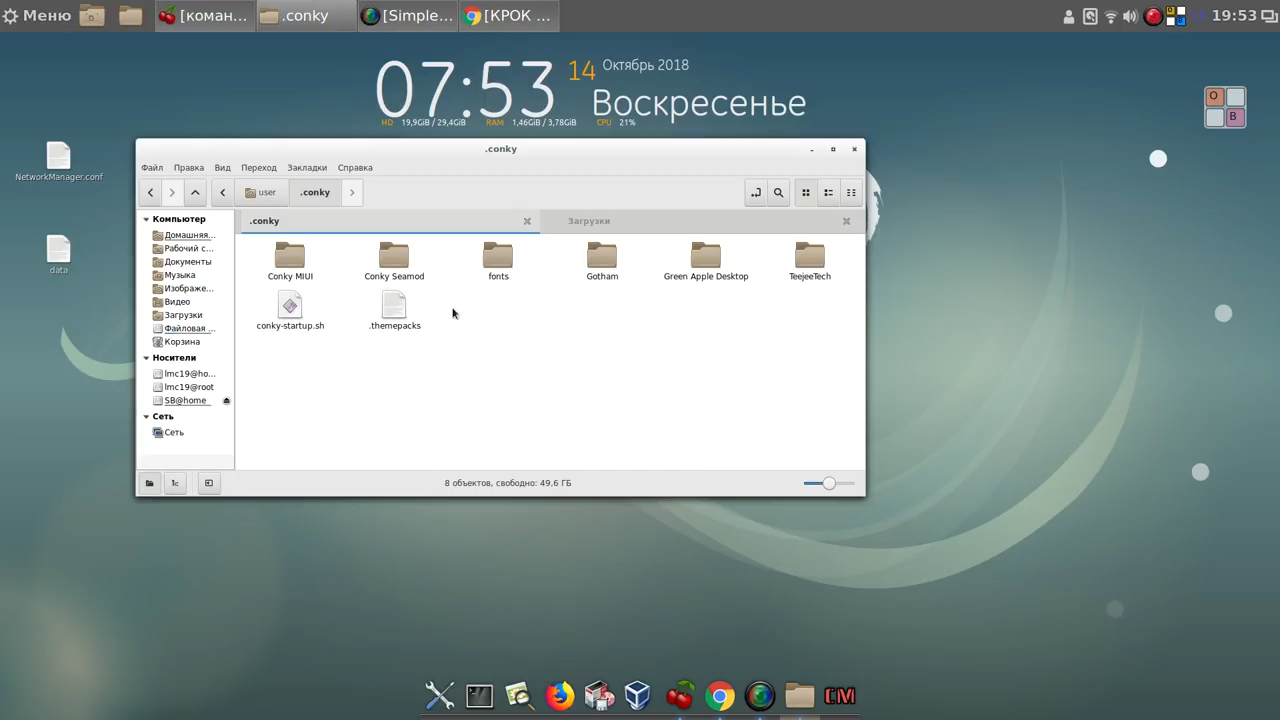 Меню
[коман...
.conky
[Simple...
[КРОК ...
19:53
07:53
14
Октябрь 2018
Воскресенье
HD 19,9GiB / 29,4GiB RAM 1,46GiB / 3,78GiB CPU 21%
O
B
NetworkManager.conf
data
.conky
Файл Правка Вид Переход Закладки Справка
user
.conky
.conky
Загрузки
Компьютер
Домашняя...
Рабочий с...
Документы
Музыка
Изображе...
Видео
Загрузки
Файловая ...
Корзина
Носители
lmc19@ho...
lmc19@root
SB@home_
Сеть
Сеть
Conky MIUI
Conky Seamod
fonts
Gotham
Green Apple Desktop
TeejeeTech
conky-startup.sh
.themepacks
8 объектов, свободно: 49,6 ГБ
CM